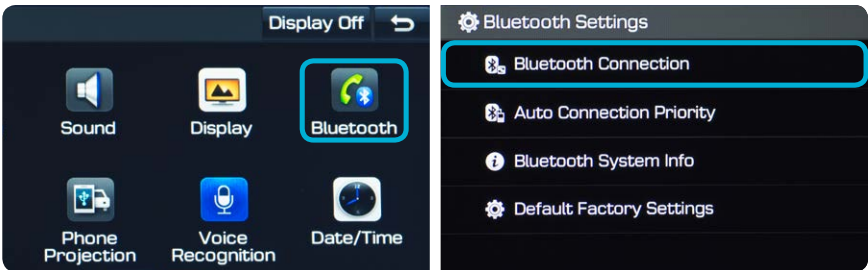 Display Off
Sound
Display
Bluetooth
Phone
Projection
Voice
Recognition
Date/Time
Bluetooth Settings
Bluetooth Connection
Auto Connection Priority
Bluetooth System Info
Default Factory Settings